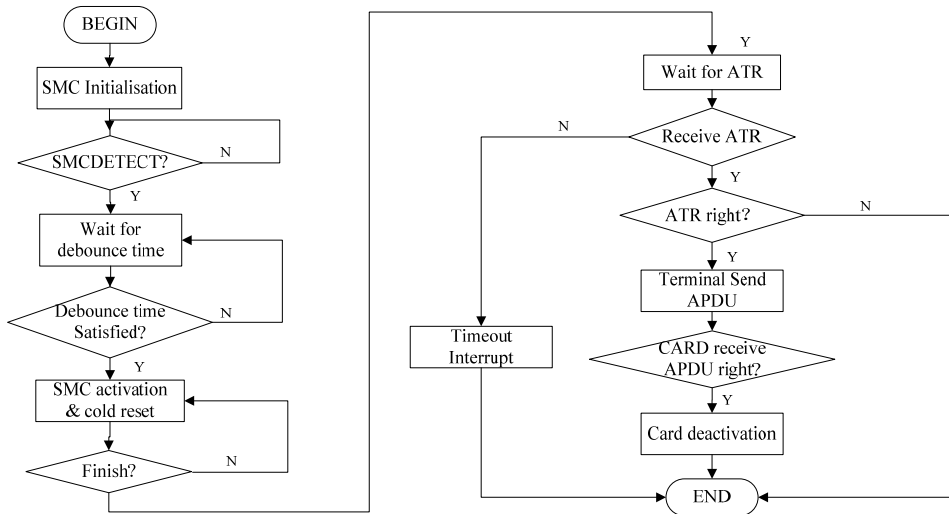 BEGIN
SMC Initialisation
SMCDETECT?
N
Y
Wait for
debounce time
Debounce time
Satisfied?
N
Y
SMC activation
& cold reset
Finish?
N
Y
Wait for ATR
Receive ATR
N
Y
ATR right?
N
Y
Terminal Send
APDU
Timeout
Interrupt
CARD receive
APDU right?
Y
Card deactivation
END